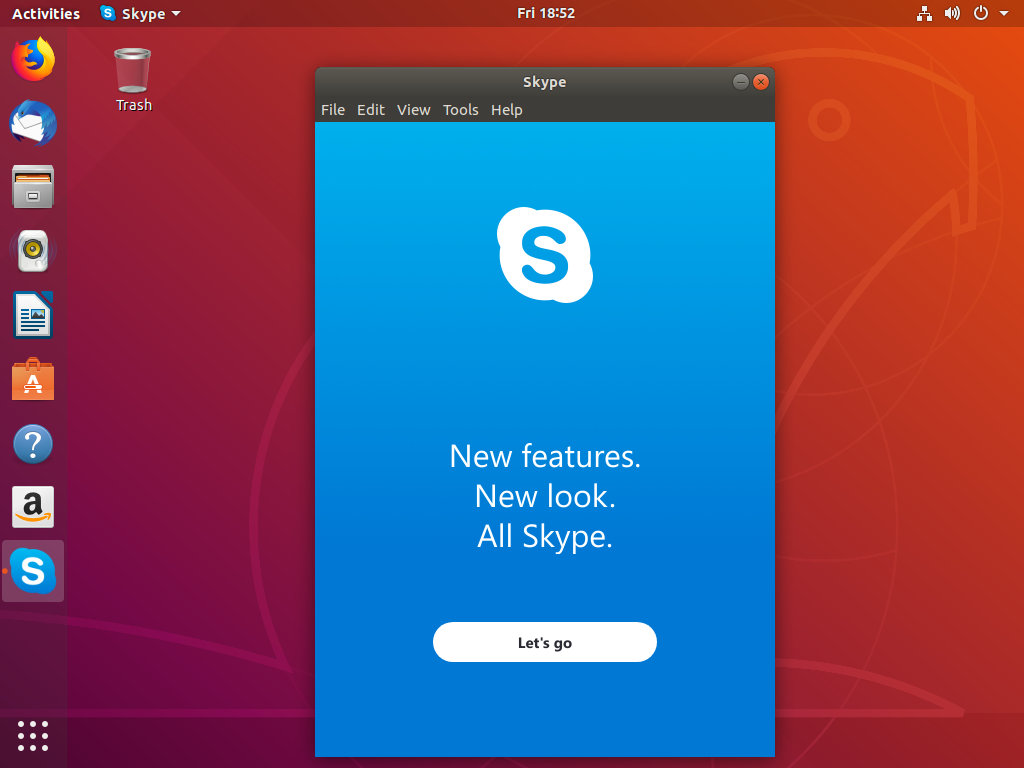 Activities Skype Fri 18:52
Trash
Skype
File Edit View Tools Help
S
New features.
New look.
All Skype.
Let's go